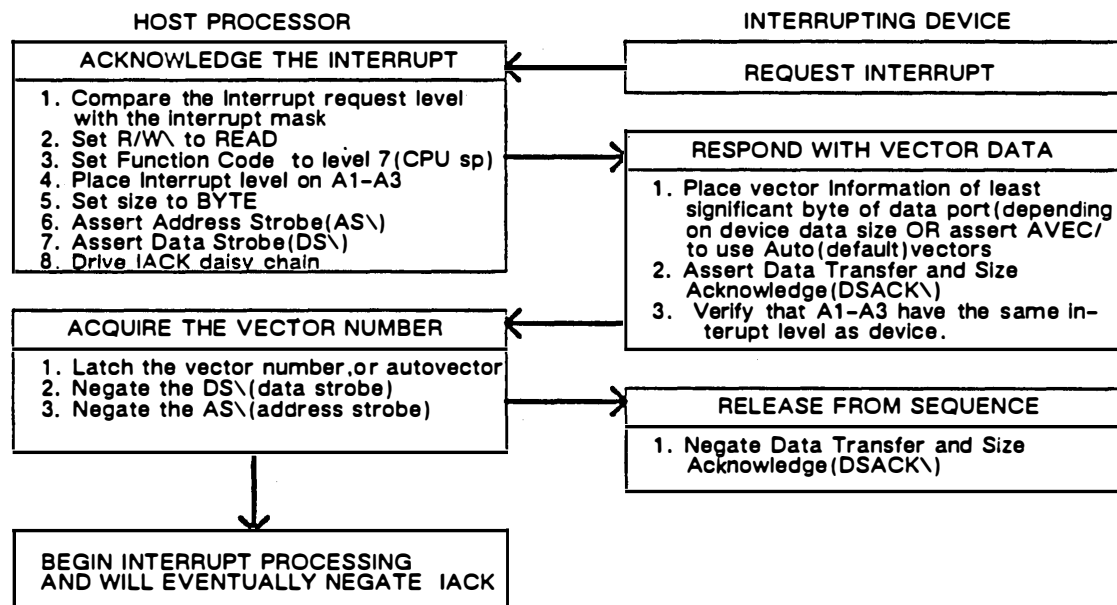 HOST PROCESSOR
INTERRUPTING DEVICE
ACKNOWLEDGE THE INTERRUPT
1. Compare the Interrupt request level
with the interrupt mask
2. Set R/W\ to READ
3. Set Function Code to level 7(CPU sp)
4. Place Interrupt level on A1-A3
5. Set size to BYTE
6. Assert Address Strobe(AS\)
7. Assert Data Strobe(DS\)
8. Drive IACK daisy chain
REQUEST INTERRUPT
RESPOND WITH VECTOR DATA
1. Place vector Information of least
significant byte of data port(depending
on device data size OR assert AVEC/
to use Auto(default)vectors
2. Assert Data Transfer and Size
Acknowledge(DSACK\)
3. Verify that A1-A3 have the same in-
terupt level as device.
ACQUIRE THE VECTOR NUMBER
1. Latch the vector number,or autovector
2. Negate the DS\(data strobe)
3. Negate the AS\(address strobe)
RELEASE FROM SEQUENCE
1. Negate Data Transfer and Size
Acknowledge(DSACK\)
BEGIN INTERRUPT PROCESSING
AND WILL EVENTUALLY NEGATE IACK